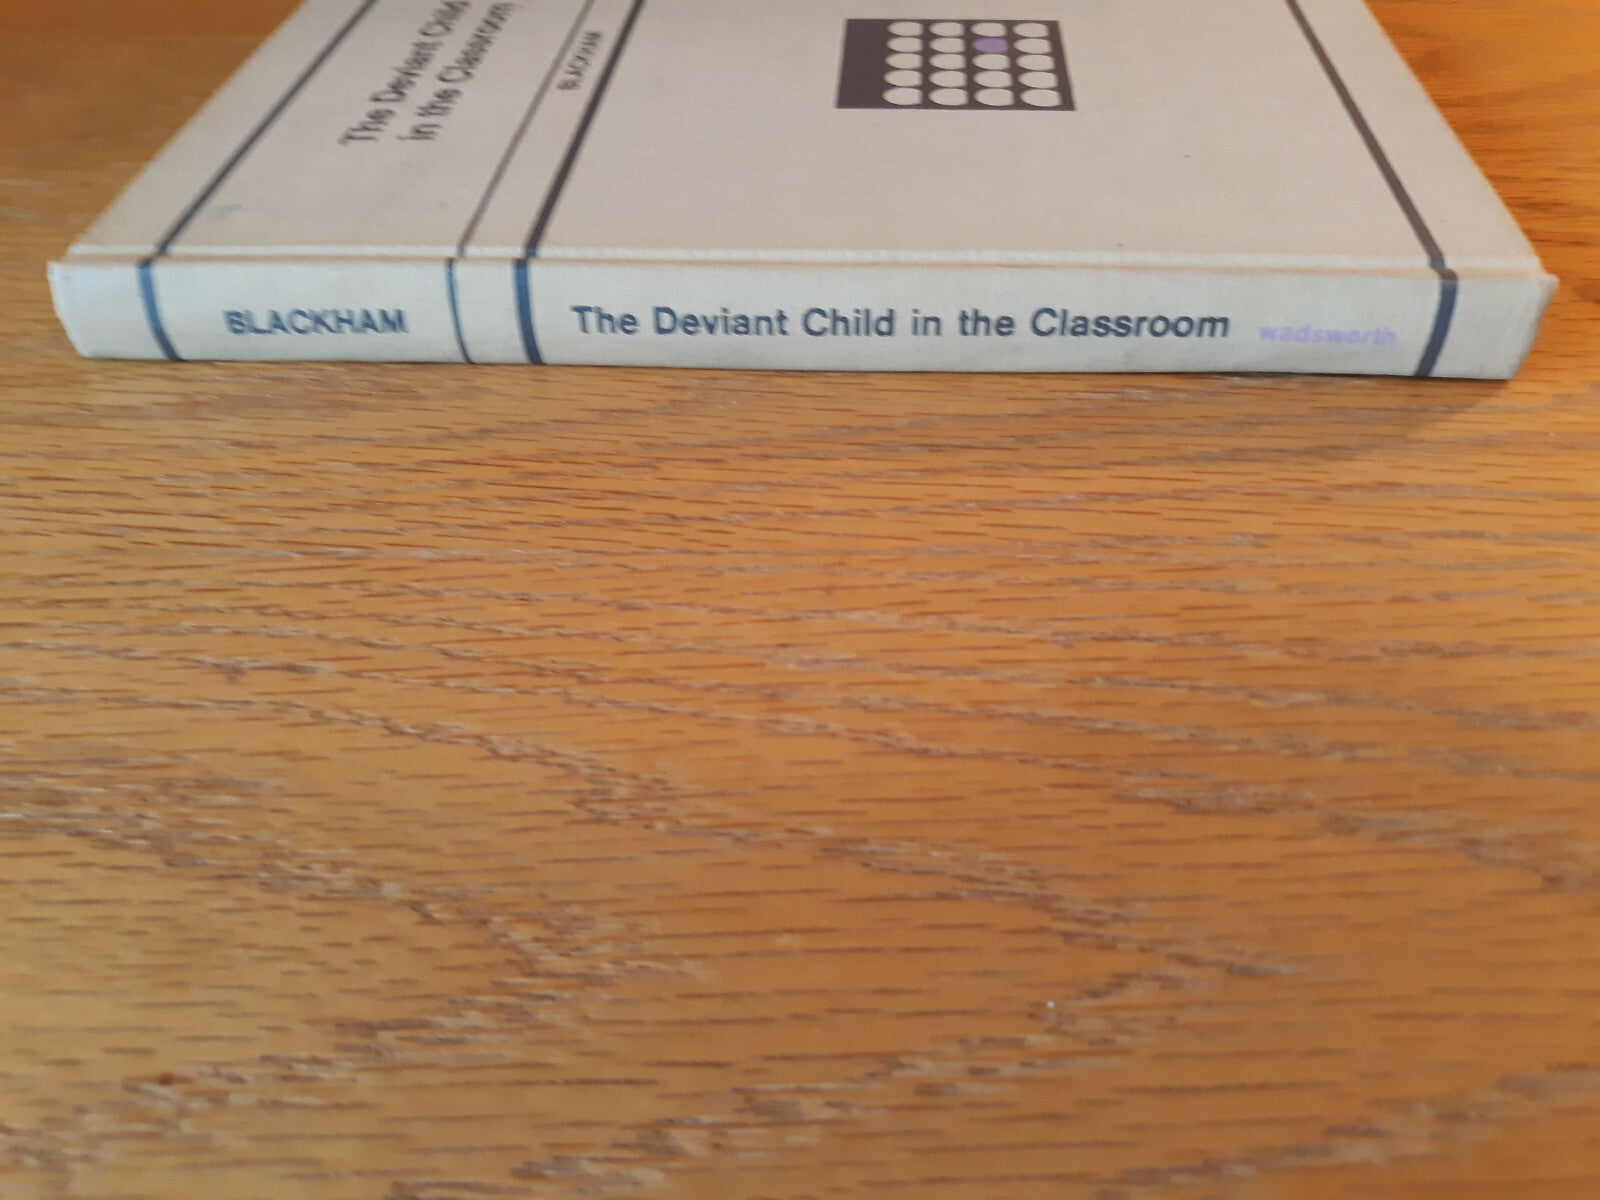 The Deviant Child
in the Classroom
BLACKHAM
BLACKHAM The Deviant Child in the Classroom wadsworth